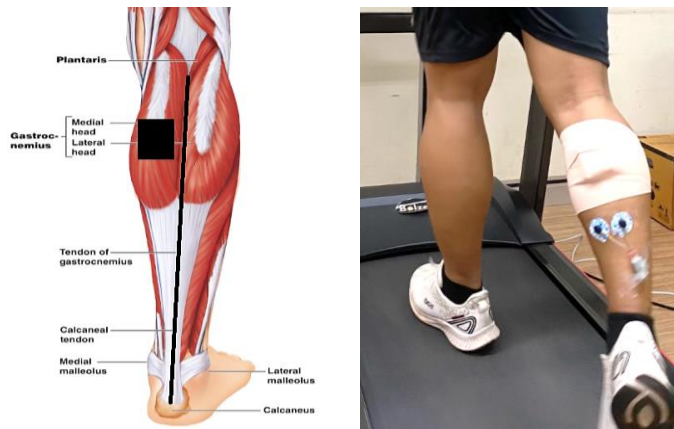 Plantaris
Medial
head
Gastroc-
nemius
Lateral
head
Tendon of
gastrocnemius
Calcaneal
tendon
Medial
malleolus
Lateral
malleolus
Calcaneus